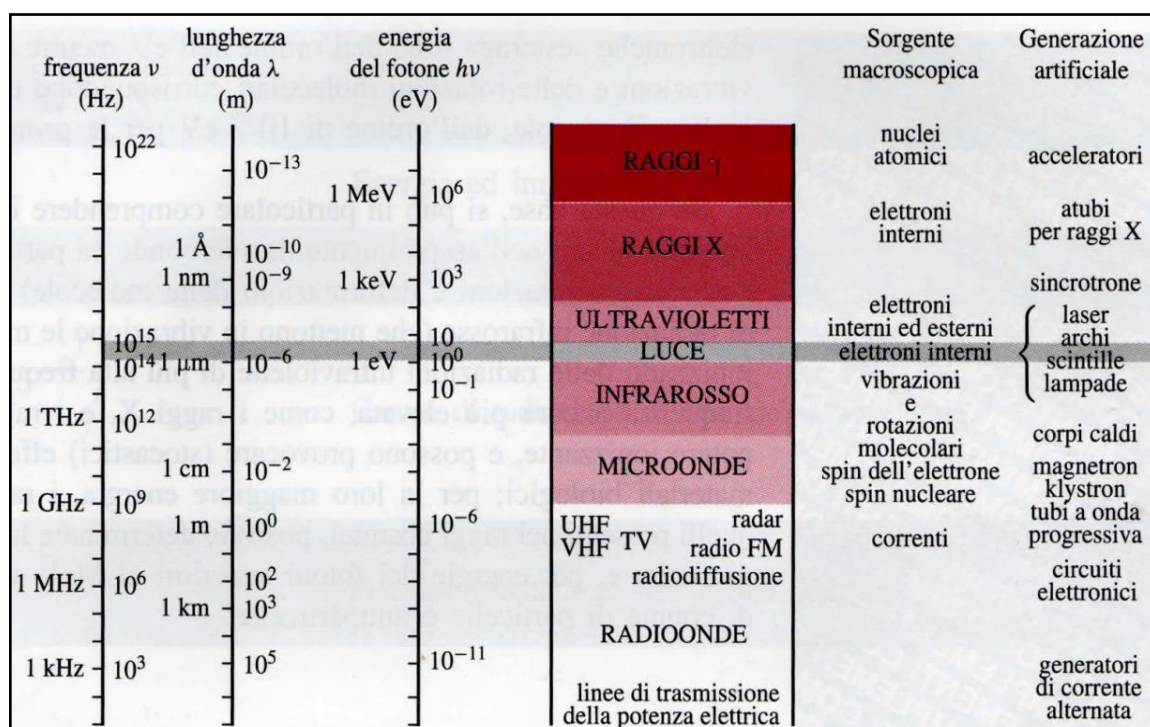 frequenza ν
(Hz)
lunghezza
d'onda λ
(m)
energia
del fotone hν
(eV)
Sorgente
macroscopica
Generazione
artificiale
10²²
10¹⁵
10¹⁴
THz
10¹²
1 GHz
10⁹
1 MHz
10⁶
1 kHz
10³
10⁻¹³
1 Å
10⁻¹⁰
1 nm
10⁻⁹
1 μm
10⁻⁶
1 cm
10⁻²
1 m
10⁰
10²
1 km
10³
10⁵
1 MeV
10⁶
1 keV
10³
10
1 eV
10⁰
10⁻¹
10⁻⁶
10⁻¹¹
RAGGI γ
RAGGI X
ULTRAVIOLETTI
LUCE
INFRAROSSO
MICROONDE
UHF
radar
VHF TV
radio FM
radiodiffusione
RADIOONDE
linee di trasmissione
della potenza elettrica
nuclei
atomici
elettroni
interni
elettroni
interni ed esterni
elettroni interni
vibrazioni
e
rotazioni
molecolari
spin dell'elettrone
spin nucleare
correnti
acceleratori
atubi
per raggi X
sincrotrone
laser
archi
scintille
lampade
corpi caldi
magnetron
klystron
tubi a onda
progressiva
circuiti
elettronici
generatori
di corrente
alternata